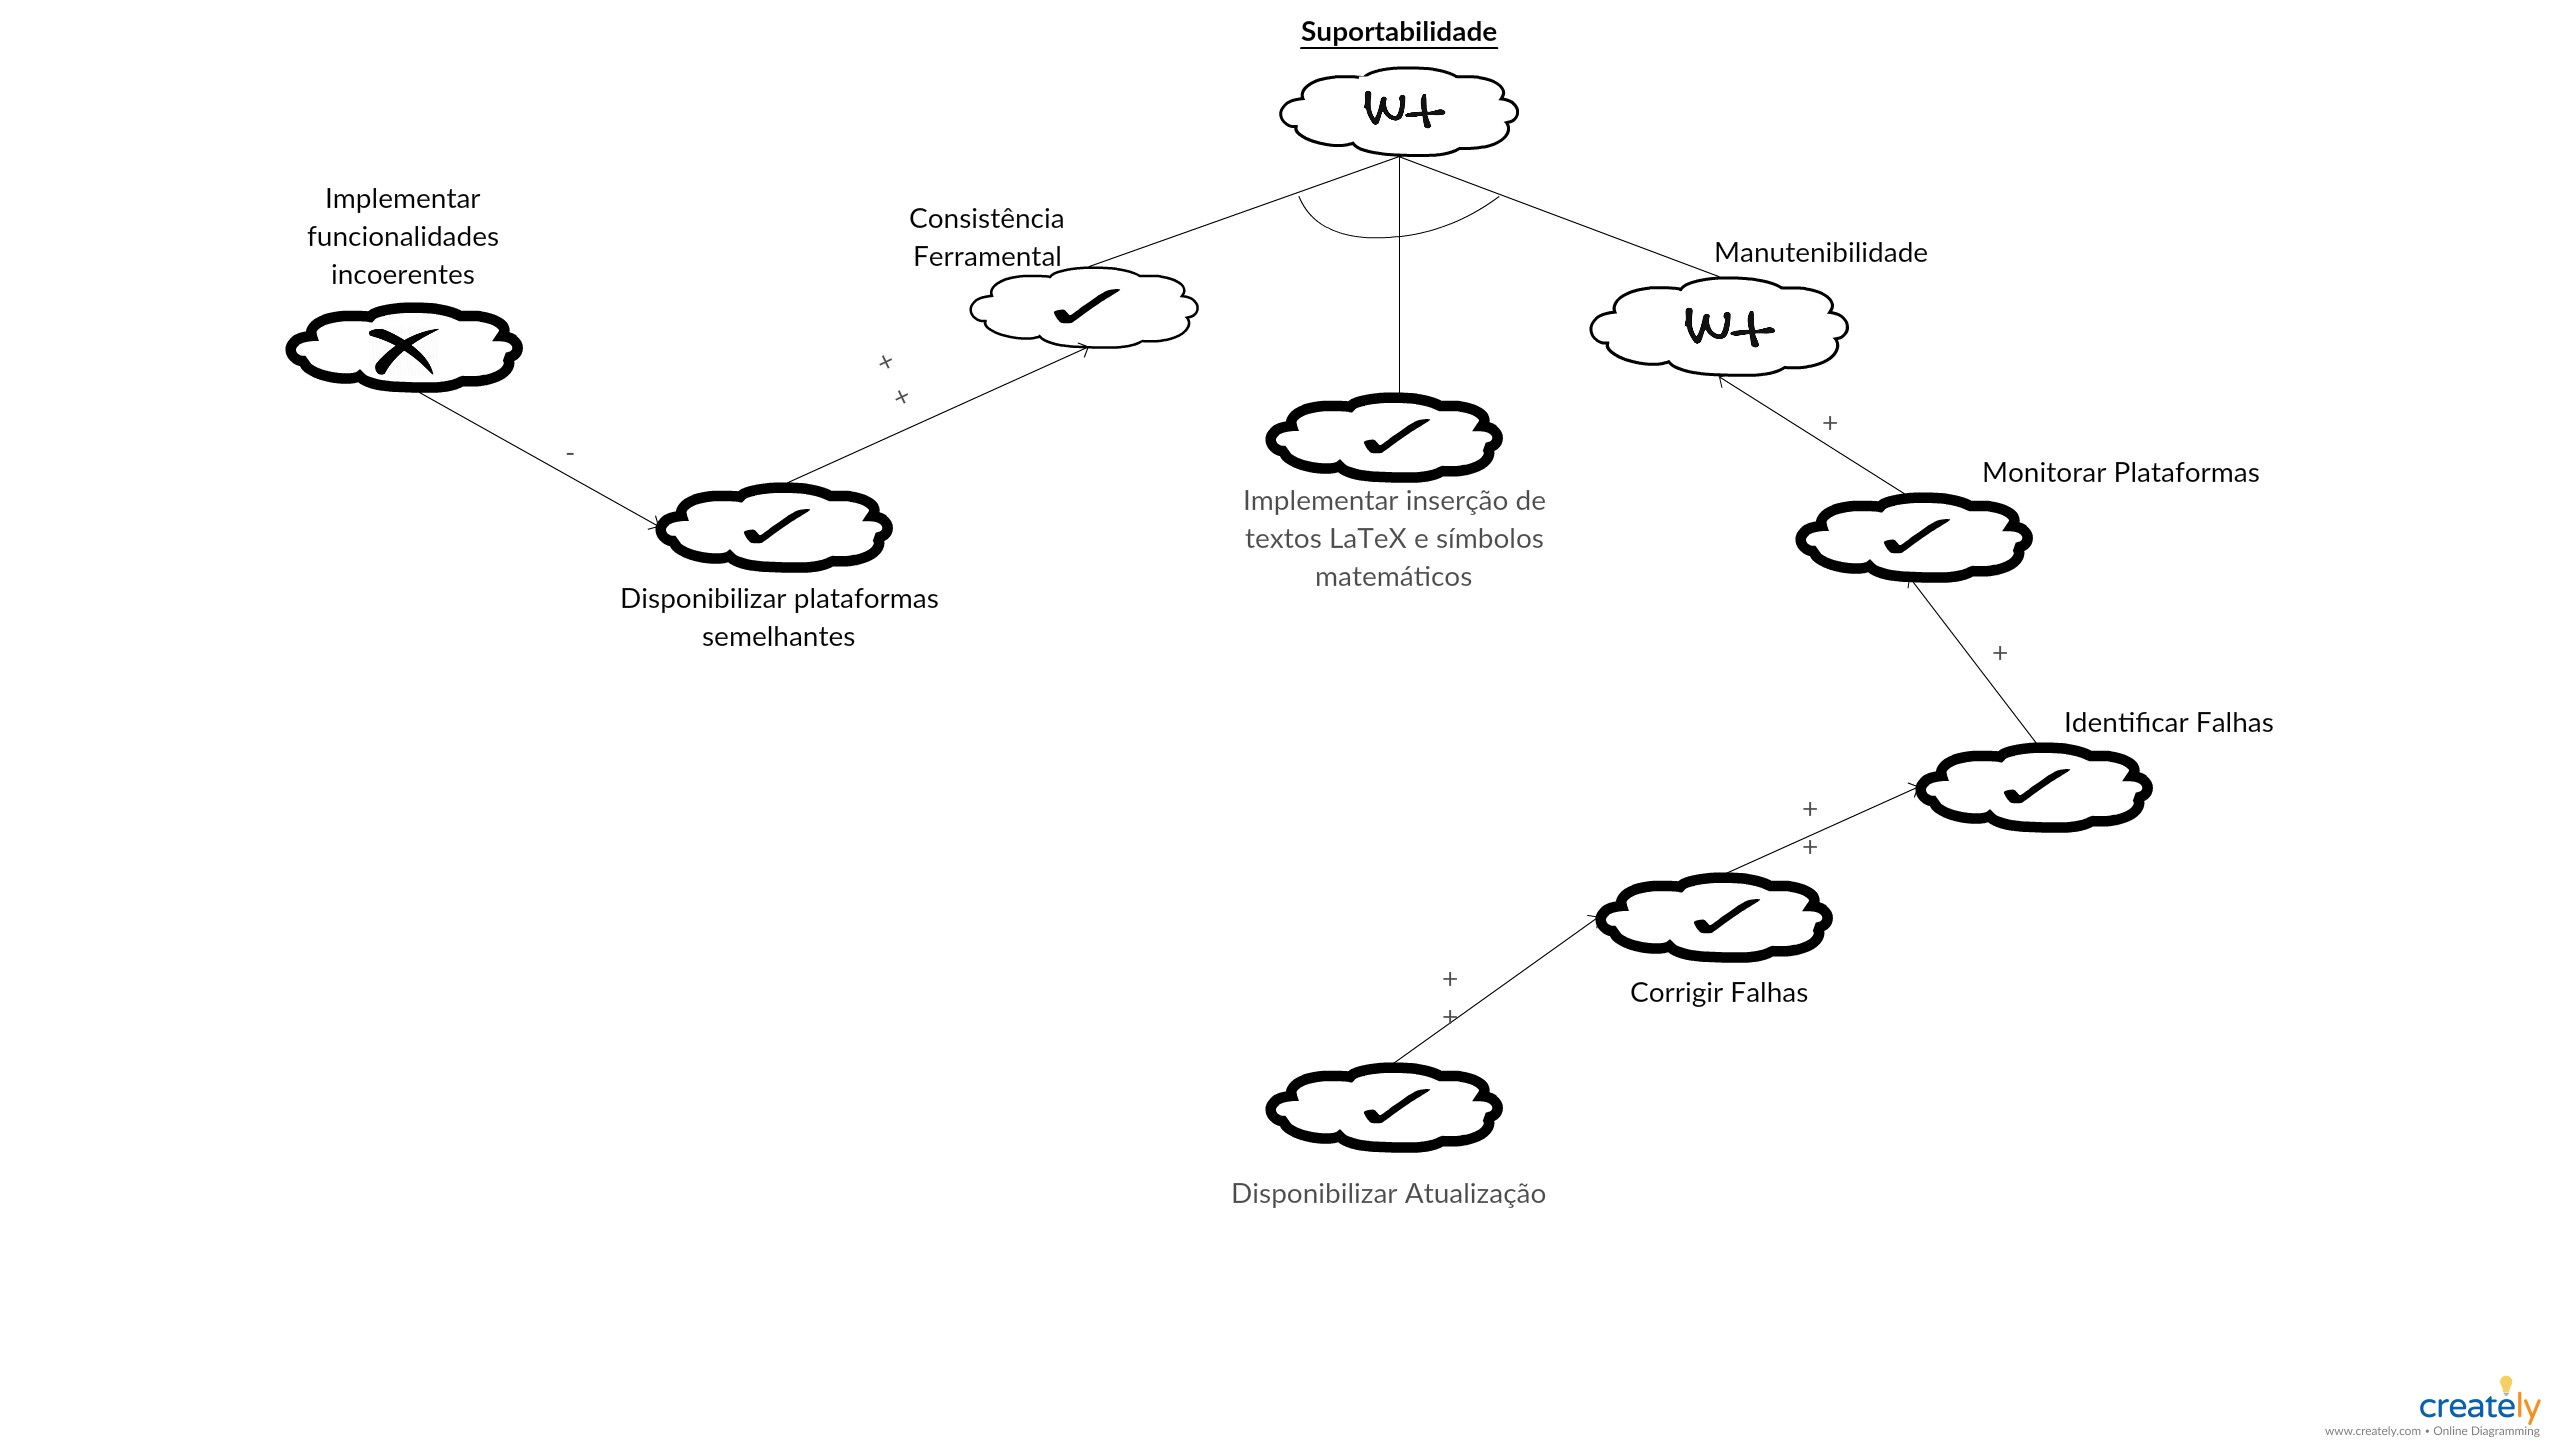 Suportabilidade
W+
Implementar
funcionalidades
incoerentes
Consistência
Ferramental
Manutenibilidade
W+
+
+
-
+
Disponibilizar plataformas
semelhantes
Implementar inserção de
textos LaTeX e símbolos
matemáticos
Monitorar Plataformas
+
Identificar Falhas
+
+
Corrigir Falhas
+
+
Disponibilizar Atualização
creately
www.creately.com • Online Diagramming